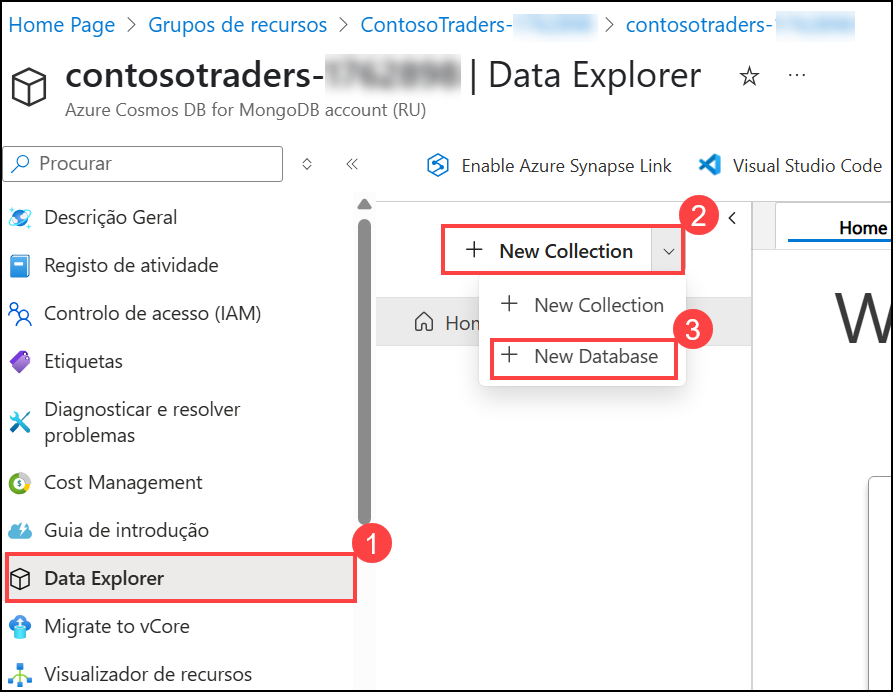 Home Page > Grupos de recursos > ContosoTraders- > contosotraders-
contosotraders- | Data Explorer
Azure Cosmos DB for MongoDB account (RU)
Procurar
Enable Azure Synapse Link
Visual Studio Code
Descrição Geral
Registo de atividade
Controlo de acesso (IAM)
Etiquetas
Diagnosticar e resolver
problemas
Cost Management
Guia de introdução
Data Explorer
1
Migrate to vCore
Visualizador de recursos
+ New Collection
2
Hom
+ New Collection
+ New Database
3
Home
W